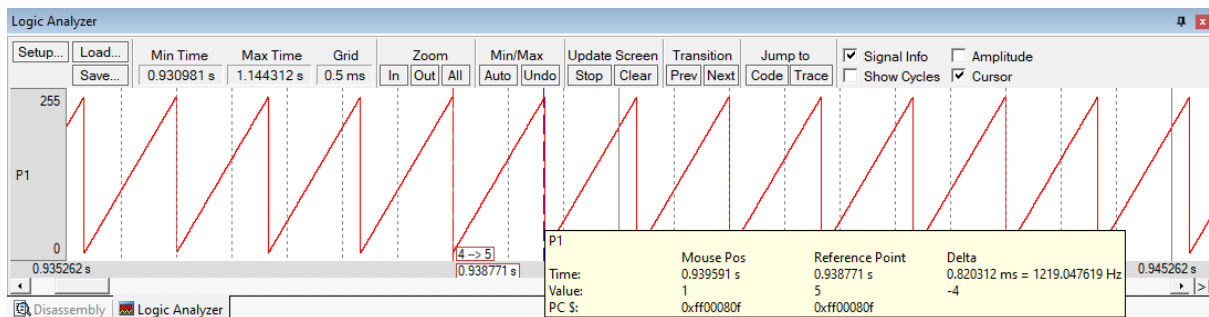 Logic Analyzer
Setup... Load... Min Time Max Time Grid Zoom Min/Max Update Screen Transition Jump to Signal Info Amplitude
Save... 0.930981 s 1.144312 s 0.5 ms In Out All Auto Undo Stop Clear Prev Next Code Trace Show Cycles Cursor
255
P1
0
4 --> 5
0.935262 s 0.938771 s 0.945262 s
P1
Mouse Pos Reference Point Delta
Time: 0.939591 s 0.938771 s 0.820312 ms = 1219.047619 Hz
Value: 1 5 -4
PC $: 0xff00080f 0xff00080f
Disassembly Logic Analyzer